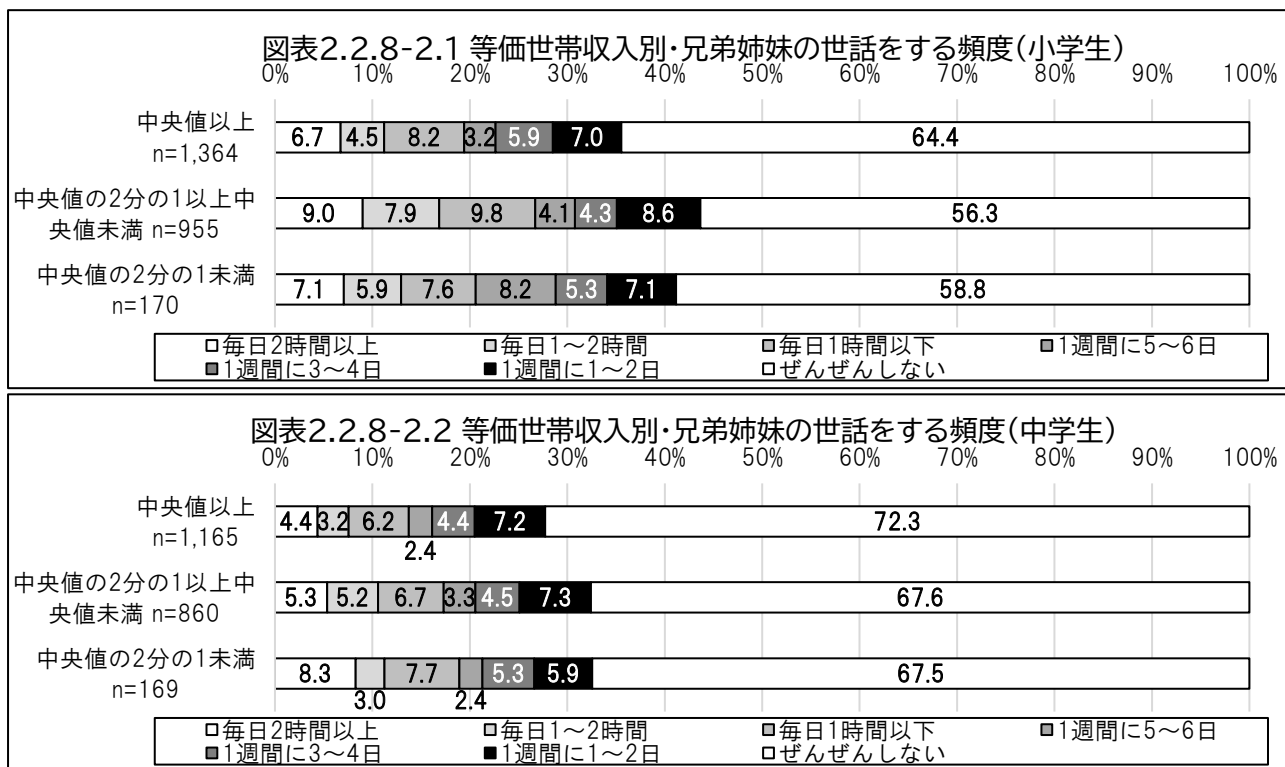 図表2.2.8-2.1 等価世帯収入別・兄弟姉妹の世話をする頻度(小学生)
0% 10% 20% 30% 40% 50% 60% 70% 80% 90% 100%
中央値以上
n=1,364
6.7 4.5 8.2 3.2 5.9 7.0 64.4
中央値の2分の1以上中
央値未満 n=955
9.0 7.9 9.8 4.1 4.3 8.6 56.3
中央値の2分の1未満
n=170
7.1 5.9 7.6 8.2 5.3 7.1 58.8
毎日2時間以上 毎日1～2時間 毎日1時間以下 1週間に5～6日
1週間に3～4日 1週間に1～2日 ぜんぜんしない
図表2.2.8-2.2 等価世帯収入別・兄弟姉妹の世話をする頻度(中学生)
0% 10% 20% 30% 40% 50% 60% 70% 80% 90% 100%
中央値以上
n=1,165
4.4 3.2 6.2 2.4 4.4 7.2 72.3
中央値の2分の1以上中
央値未満 n=860
5.3 5.2 6.7 3.3 4.5 7.3 67.6
中央値の2分の1未満
n=169
8.3 3.0 7.7 2.4 5.3 5.9 67.5
毎日2時間以上 毎日1～2時間 毎日1時間以下 1週間に5～6日
1週間に3～4日 1週間に1～2日 ぜんぜんしない